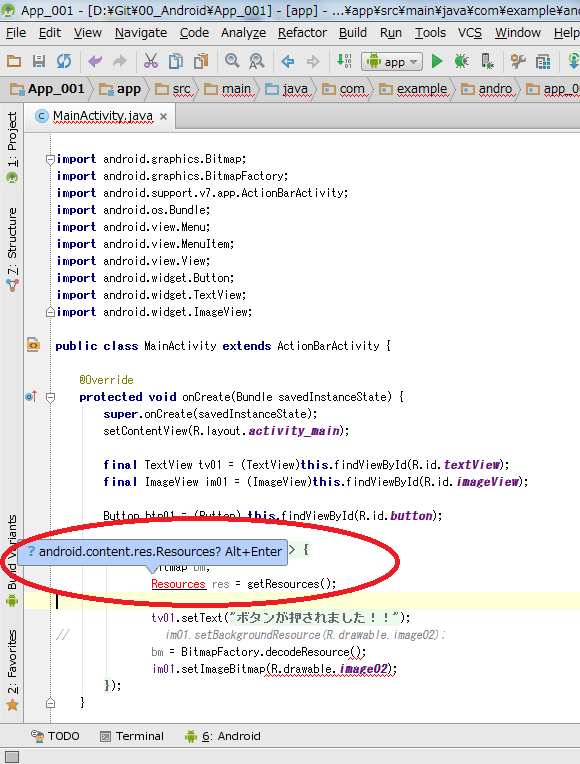 App_001 - [D:¥Git¥00_Android¥App_001] - [app] - ...¥app¥src¥main¥java¥com¥example¥and
File Edit View Navigate Code Analyze Refactor Build Run Tools VCS Window Help
app
App_001 app src main java com example andro app_00
MainActivity.java
1: Project
7: Structure
Build Variants
2: Favorites
import android.graphics.Bitmap;
import android.graphics.BitmapFactory;
import android.support.v7.app.ActionBarActivity;
import android.os.Bundle;
import android.view.Menu;
import android.view.MenuItem;
import android.view.View;
import android.widget.Button;
import android.widget.TextView;
import android.widget.ImageView;
public class MainActivity extends ActionBarActivity {
@Override
protected void onCreate(Bundle savedInstanceState) {
super.onCreate(savedInstanceState);
setContentView(R.layout.activity_main);
final TextView tv01 = (TextView)this.findViewById(R.id.textView);
final ImageView im01 = (ImageView)this.findViewById(R.id.imageView);
Button btn01 = (Button) this.findViewById(R.id.button);
? android.content.res.Resources? Alt+Enter > {
Bitmap bm;
Resources res = getResources();
tv01.setText("ボタンが押されました！！");
// im01.setBackgroundResource(R.drawable.image02);
bm = BitmapFactory.decodeResource();
im01.setImageBitmap(R.drawable.image02);
});
}
TODO Terminal 6: Android